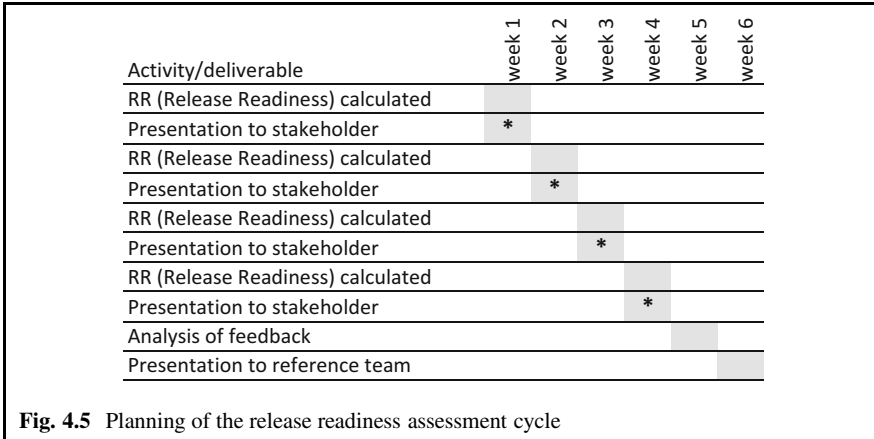 week 1
week 2
week 3
week 4
week 5
week 6
Activity/deliverable
RR (Release Readiness) calculated
Presentation to stakeholder *
RR (Release Readiness) calculated
Presentation to stakeholder *
RR (Release Readiness) calculated
Presentation to stakeholder *
RR (Release Readiness) calculated
Presentation to stakeholder *
Analysis of feedback
Presentation to reference team
Fig. 4.5 Planning of the release readiness assessment cycle